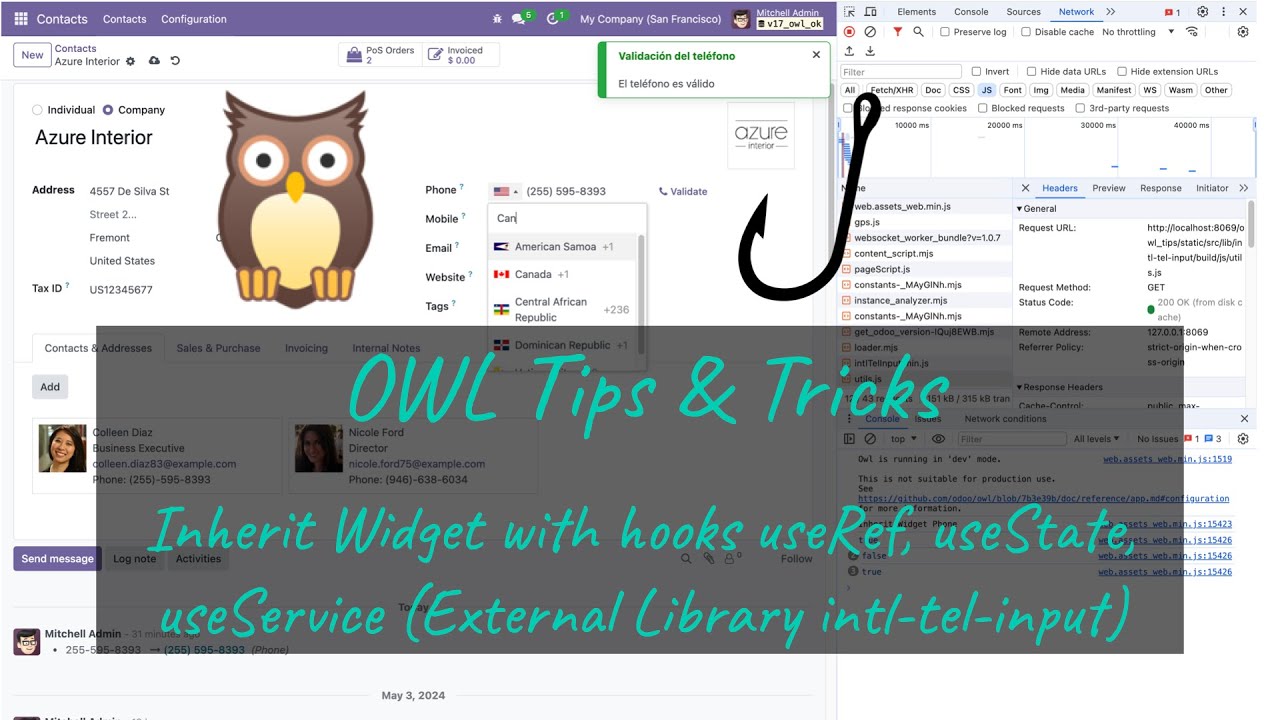 Contacts
Contacts
Configuration
5
1
My Company (San Francisco)
Mitchell Admin
v17_owl_ok
New
Contacts
Azure Interior
PoS Orders
2
Invoiced
$ 0.00
Validación del teléfono
El teléfono es válido
Individual
Company
Azure Interior
azure
interior
Address
4557 De Silva St
Street 2...
Fremont
United States
Tax ID ?
US12345677
Phone ?
(255) 595-8393
Validate
Mobile ?
Can
Email ?
American Samoa +1
Website ?
Canada +1
Tags ?
Central African
Republic
+236
Dominican Republic +1
Contacts & Addresses
Sales & Purchase
Invoicing
Internal Notes
Add
Colleen Diaz
Business Executive
colleen.diaz83@example.com
Phone: (255)-595-8393
Nicole Ford
Director
nicole.ford75@example.com
Phone: (946)-638-6034
OWL Tips & Tricks
Inherit Widget with hooks useRef, useState,
useService (External Library intl-tel-input)
Send message
Log note
Activities
0
Follow
Today
Mitchell Admin - 31 minutes ago
• 255-595-8393 → (255) 595-8393 (Phone)
May 3, 2024
Mitchell Admin
Elements
Console
Sources
Network
1
Preserve log
Disable cache
No throttling
Filter
Invert
Hide data URLs
Hide extension URLs
All
Fetch/XHR
Doc
CSS
JS
Font
Img
Media
Manifest
WS
Wasm
Other
Blocked response cookies
Blocked requests
3rd-party requests
10000 ms
20000 ms
30000 ms
40000 ms
Headers
Preview
Response
Initiator
web.assets_web.min.js
gps.js
websocket_worker_bundle?v=1.0.7
content_script.mjs
pageScript.js
constants-_MAyGINh.mjs
instance_analyzer.mjs
constants-_MAyGINh.mjs
get_odoo_version-IQuj8EWB.mjs
loader.mjs
intlTelInput.min.js
utils.js
151 kB / 315 kB tran
General
Request URL:
http://localhost:8069/o
wl_tips/static/src/lib/in
tl-tel-input/build/js/util
s.js
Request Method:
GET
Status Code:
200 OK (from disk c
ache)
Remote Address:
127.0.0.1:8069
Referrer Policy:
strict-origin-when-cr
oss-origin
Response Headers
Cache-Control:
public, max-
Console
Issues
Network conditions
top
Filter
All levels
No Issues
1
3
Owl is running in 'dev' mode.
web.assets_web.min.js:1519
This is not suitable for production use.
See
https://github.com/odoo/owl/blob/7b3e39b/doc/reference/app.md#configuration
for more information.
Inherit Widget Phone
web.assets_web.min.js:15423
true
web.assets_web.min.js:15426
false
web.assets_web.min.js:15426
3
true
web.assets_web.min.js:15426